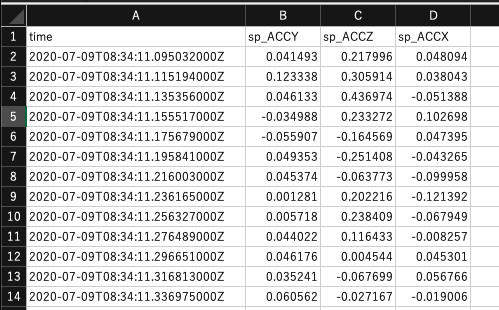 A B C D
1 time sp_ACCY sp_ACCZ sp_ACCX
2 2020-07-09T08:34:11.095032000Z 0.041493 0.217996 0.048094
3 2020-07-09T08:34:11.115194000Z 0.123338 0.305914 0.038043
4 2020-07-09T08:34:11.135356000Z 0.046133 0.436974 -0.051388
5 2020-07-09T08:34:11.155517000Z -0.034988 0.233272 0.102698
6 2020-07-09T08:34:11.175679000Z -0.055907 -0.164569 0.047395
7 2020-07-09T08:34:11.195841000Z 0.049353 -0.251408 -0.043265
8 2020-07-09T08:34:11.216003000Z 0.045374 -0.063773 -0.099958
9 2020-07-09T08:34:11.236165000Z 0.001281 0.202216 -0.121392
10 2020-07-09T08:34:11.256327000Z 0.005718 0.238409 -0.067949
11 2020-07-09T08:34:11.276489000Z 0.044022 0.116433 -0.008257
12 2020-07-09T08:34:11.296651000Z 0.046176 0.004544 0.045301
13 2020-07-09T08:34:11.316813000Z 0.035241 -0.067699 0.056766
14 2020-07-09T08:34:11.336975000Z 0.060562 -0.027167 -0.019006